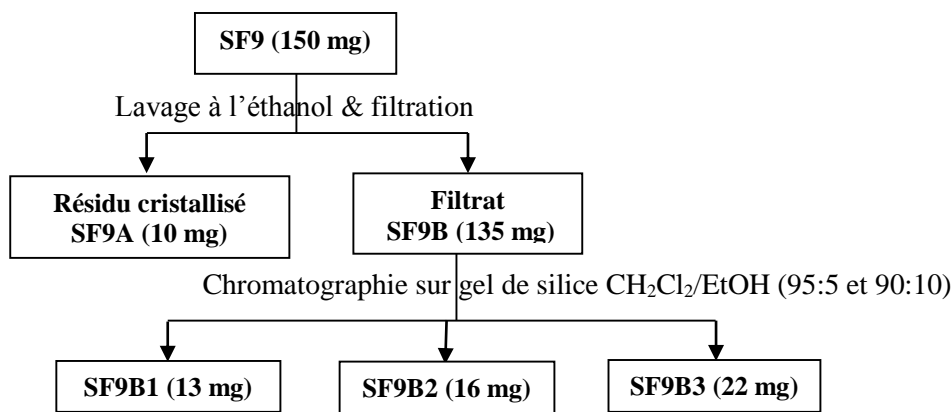 SF9 (150 mg)
Lavage à l’éthanol & filtration
Résidu cristallisé
SF9A (10 mg)
Filtrat
SF9B (135 mg)
Chromatographie sur gel de silice CH₂Cl₂/EtOH (95:5 et 90:10)
SF9B1 (13 mg)
SF9B2 (16 mg)
SF9B3 (22 mg)